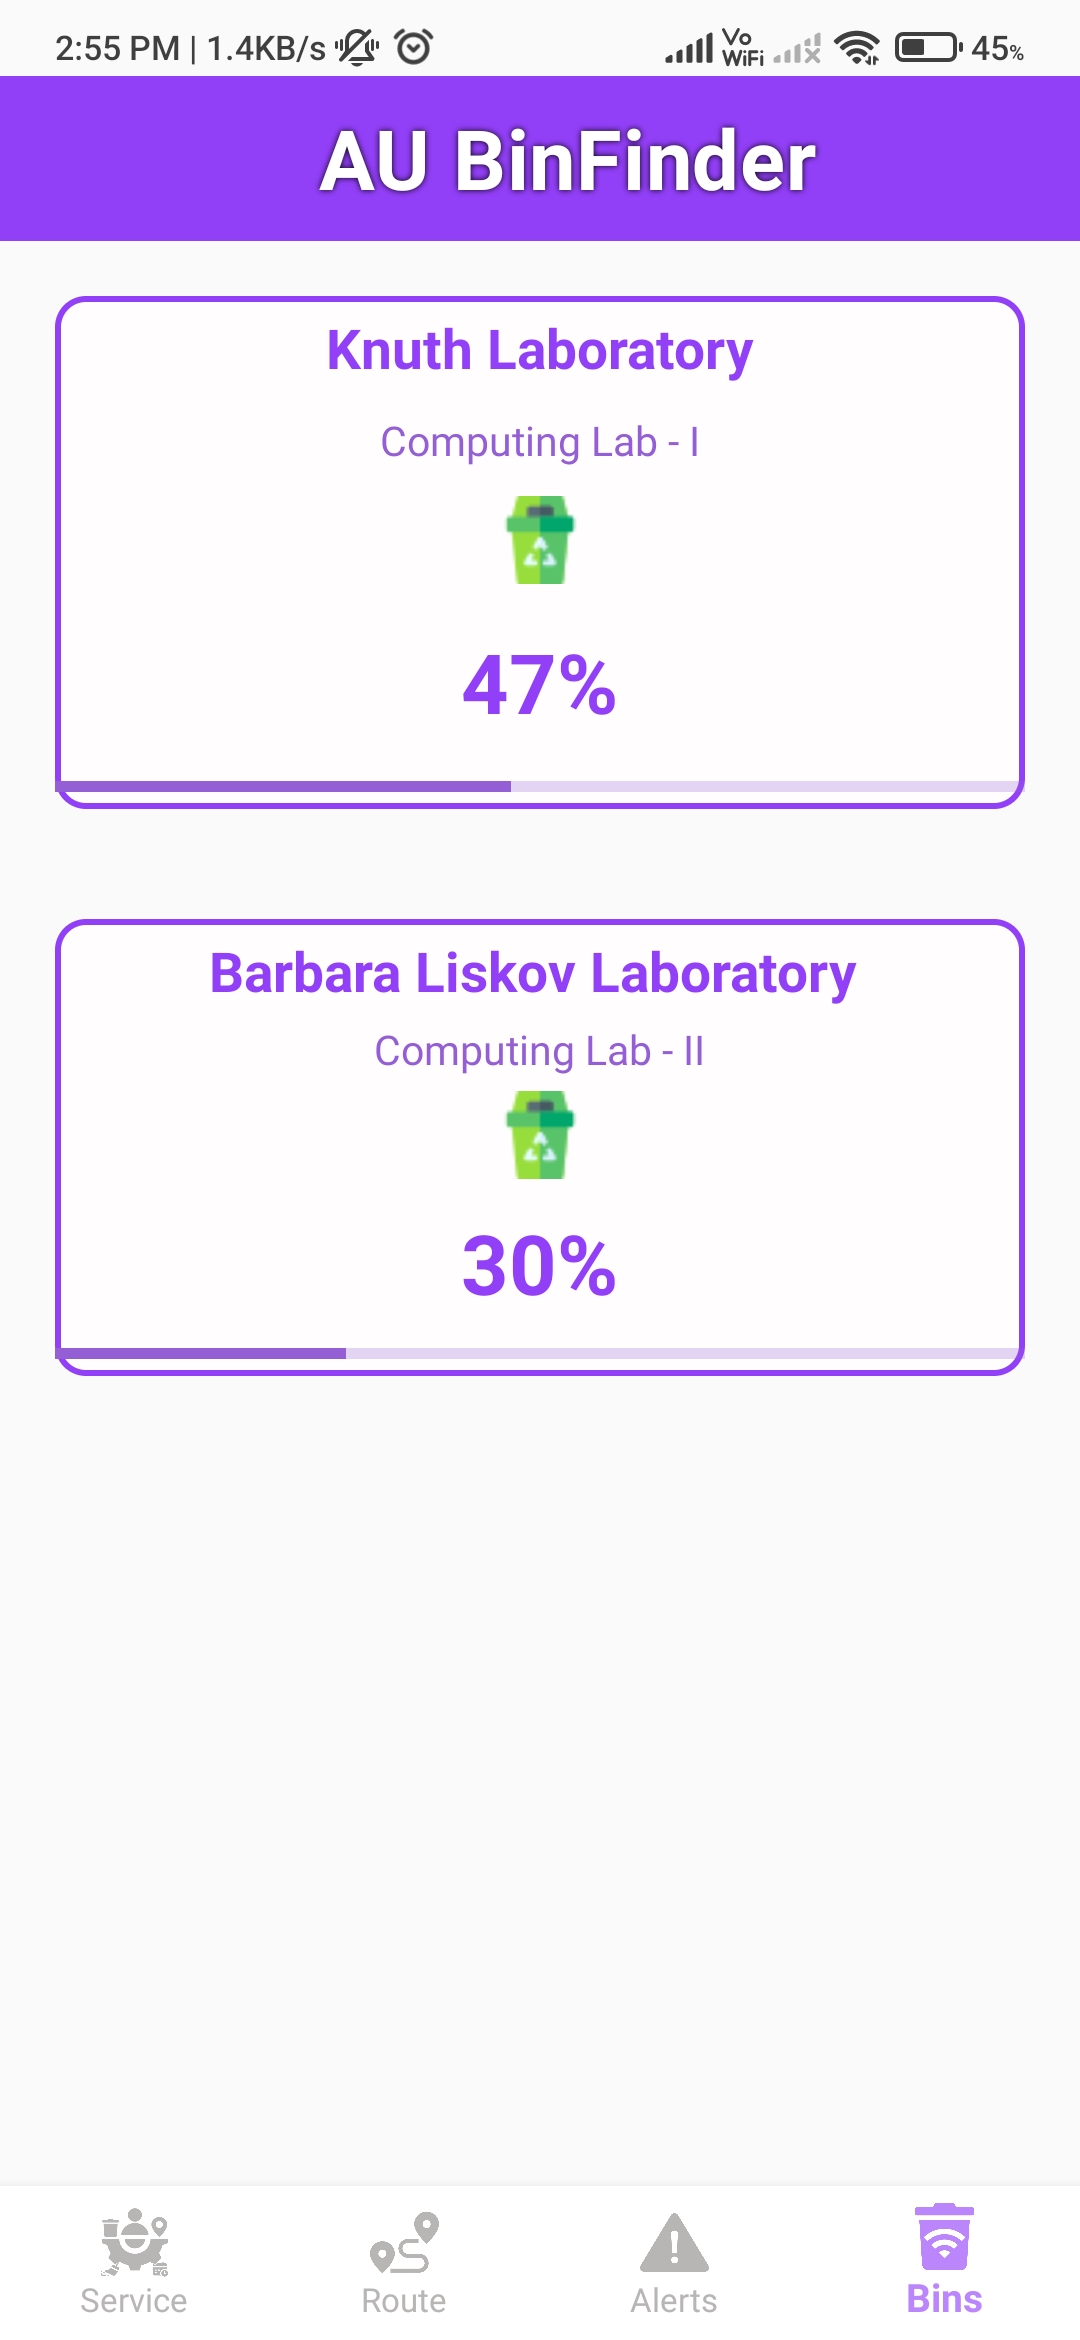 2:55 PM | 1.4KB/s Vo WiFi 45%
AU BinFinder
Knuth Laboratory
Computing Lab - I
47%
Barbara Liskov Laboratory
Computing Lab - II
30%
Service Route Alerts Bins